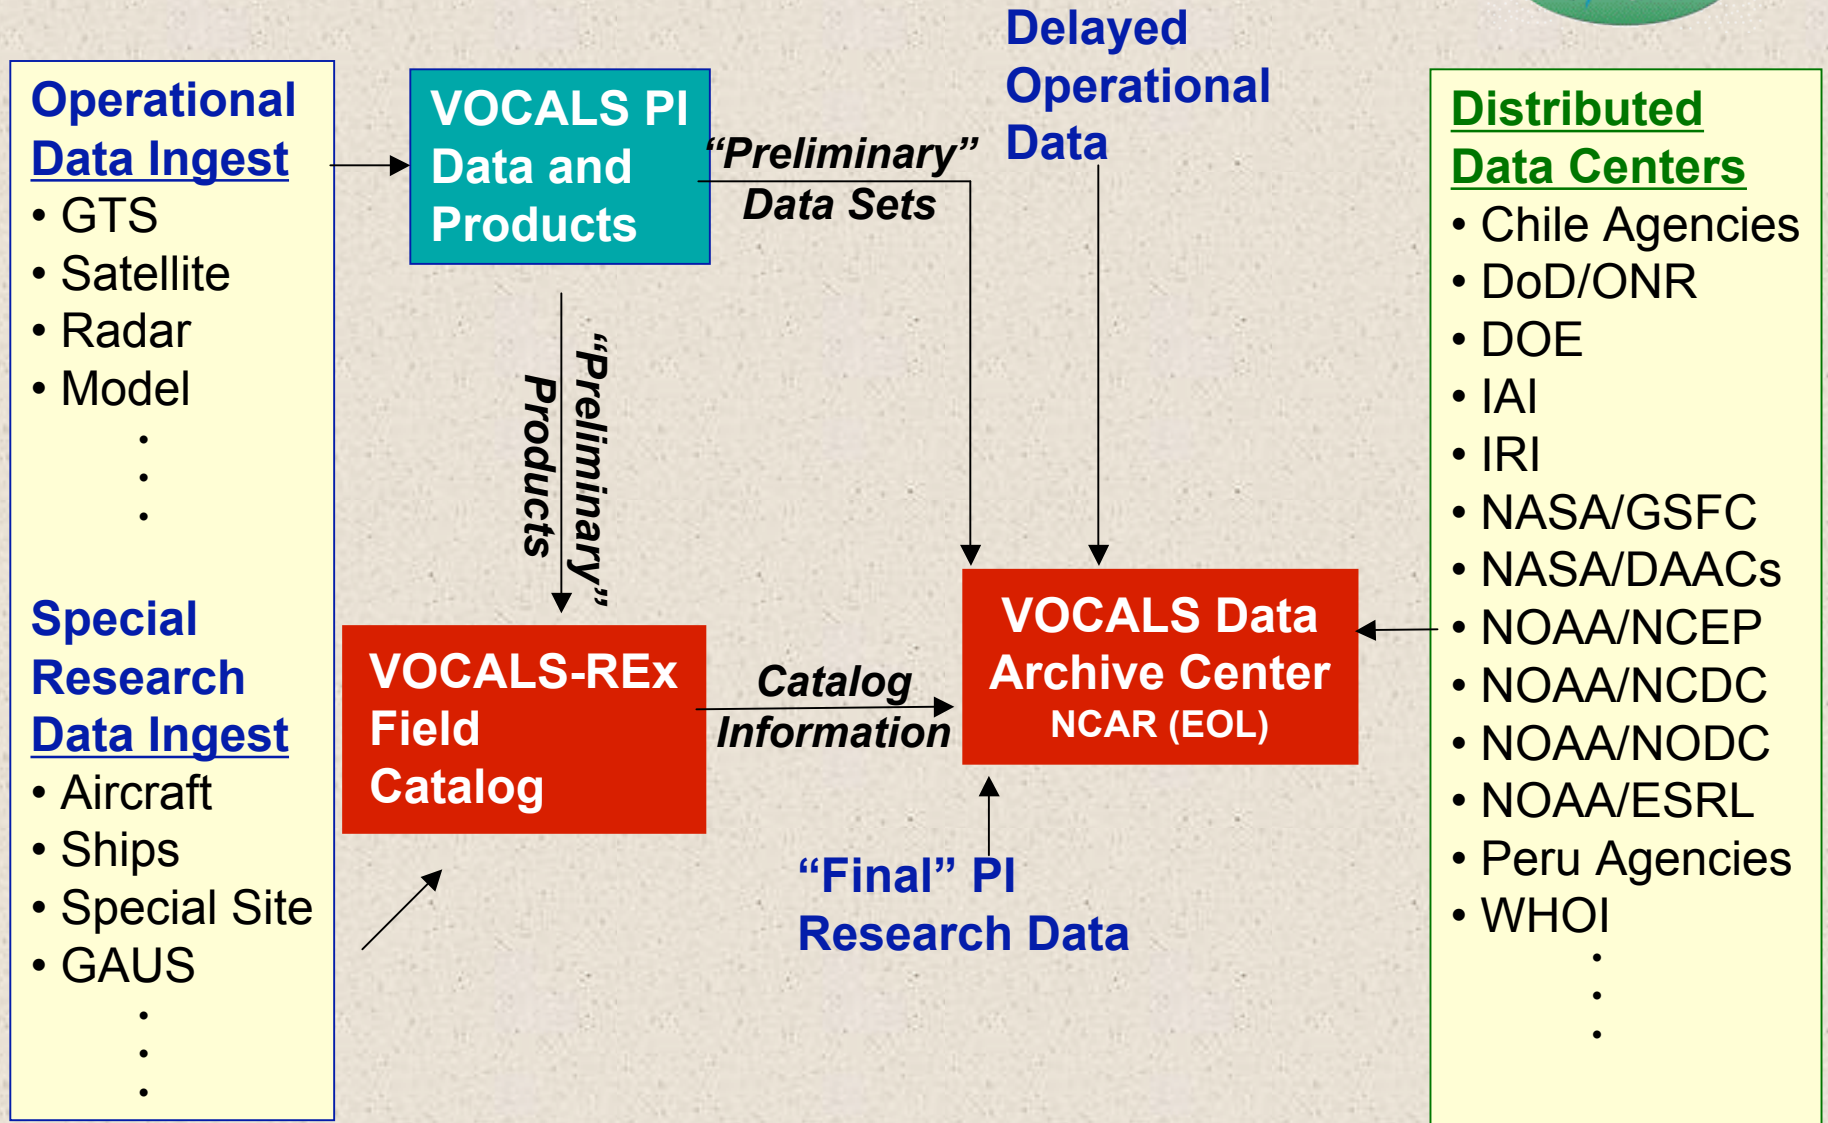 Operational
Data Ingest
• GTS
• Satellite
• Radar
• Model
•
•
•
Special
Research
Data Ingest
• Aircraft
• Ships
• Special Site
• GAUS
•
•
•
VOCALS PI
Data and
Products
“Preliminary”
Data Sets
Delayed
Operational
Data
“Preliminary”
Products
VOCALS-REx
Field
Catalog
Catalog
Information
VOCALS Data
Archive Center
NCAR (EOL)
“Final” PI
Research Data
Distributed
Data Centers
• Chile Agencies
• DoD/ONR
• DOE
• IAI
• IRI
• NASA/GSFC
• NASA/DAACs
• NOAA/NCEP
• NOAA/NCDC
• NOAA/NODC
• NOAA/ESRL
• Peru Agencies
• WHOI
•
•
•